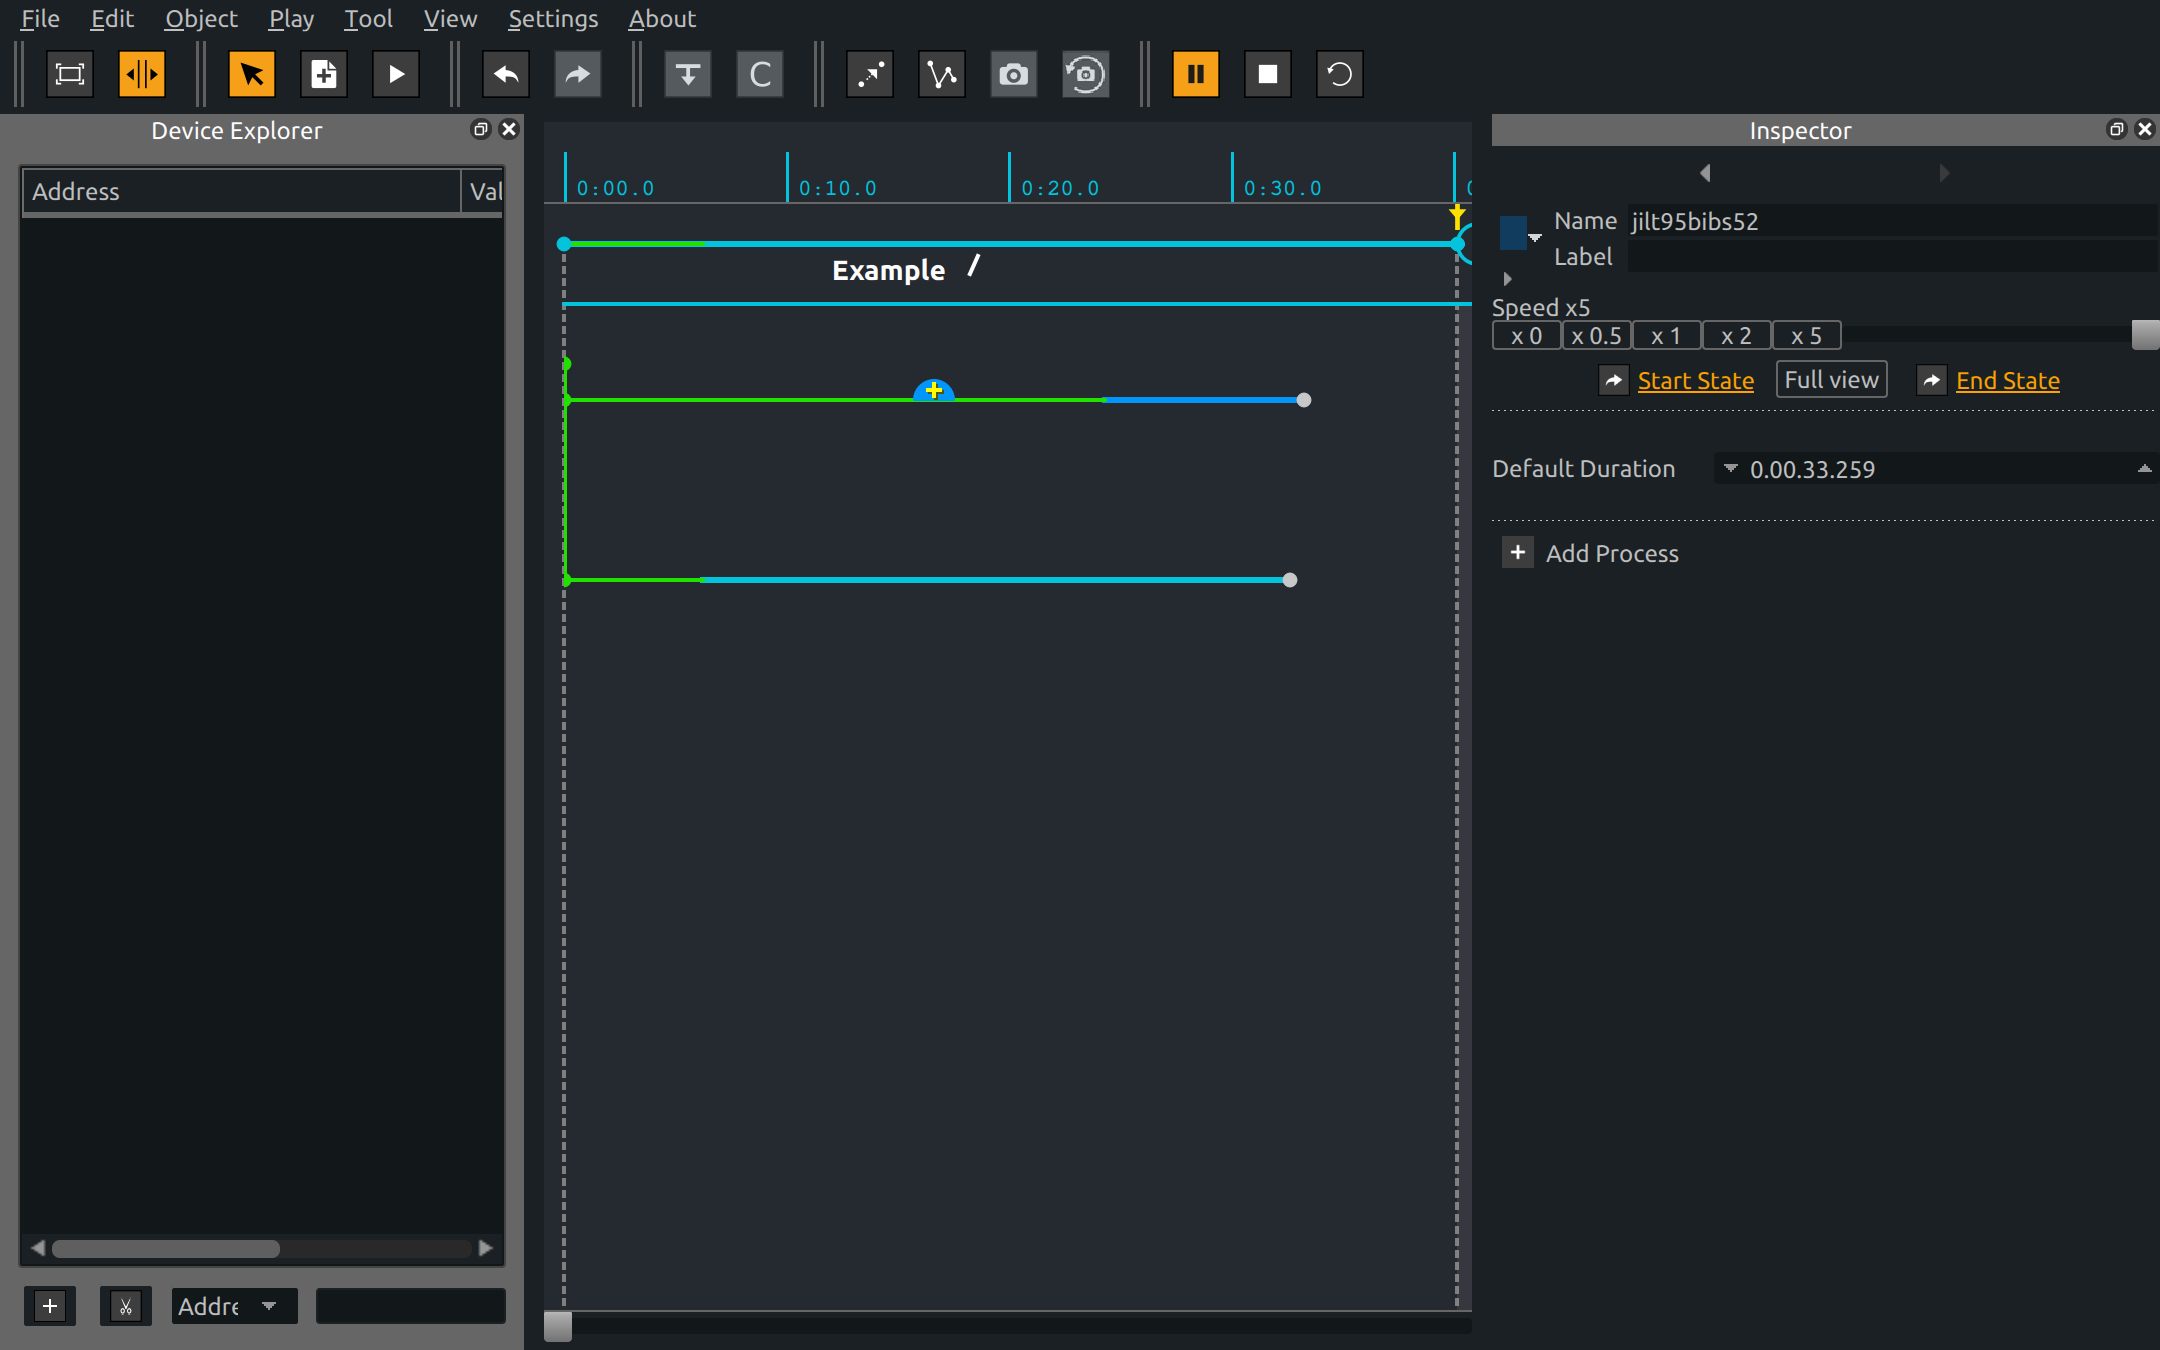 File Edit Object Play Tool View Settings About
C
Device Explorer
Address Val
Addre
0:00.0 0:10.0 0:20.0 0:30.0
Example /
Inspector
Name jilt95bibs52
Label
Speed x5
x 0 x 0.5 x 1 x 2 x 5
Start State Full view End State
Default Duration 0.00.33.259
+ Add Process